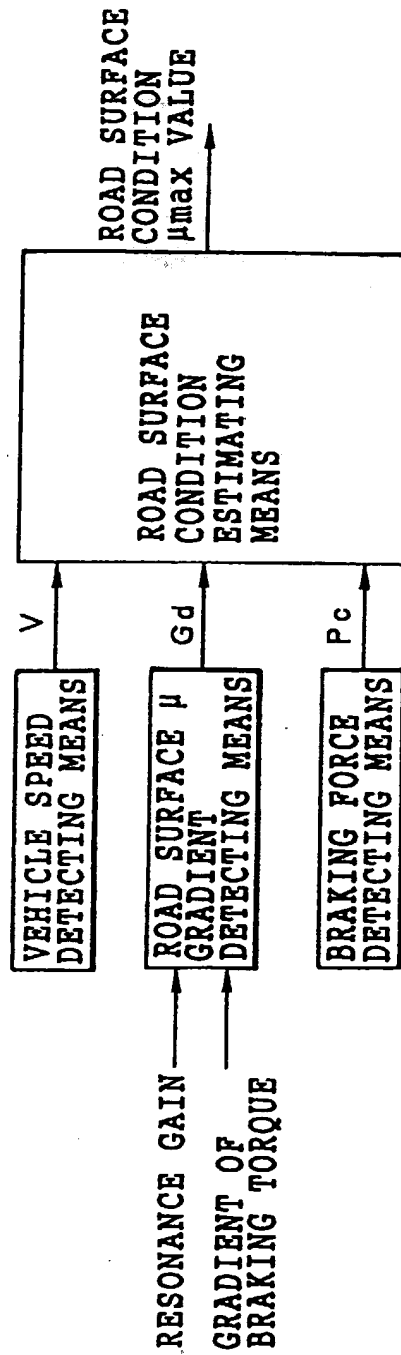 RESONANCE GAIN
GRADIENT OF
BRAKING TORQUE
VEHICLE SPEED
DETECTING MEANS
ROAD SURFACE μ
GRADIENT
DETECTING MEANS
BRAKING FORCE
DETECTING MEANS
V
Gd
Pc
ROAD SURFACE
CONDITION
ESTIMATING
MEANS
ROAD SURFACE
CONDITION
μmax VALUE